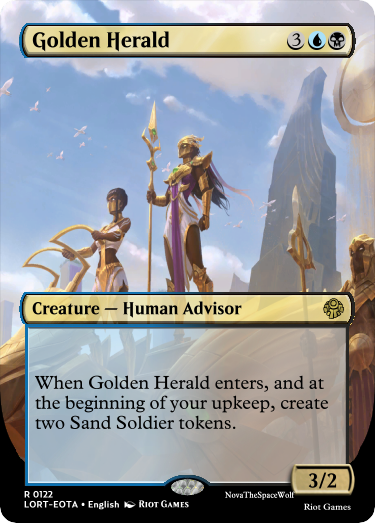 Golden Herald 3
Creature — Human Advisor
When Golden Herald enters, and at
the beginning of your upkeep, create
two Sand Soldier tokens.
3/2
R 0122 NovaTheSpaceWolf
LORT-EOTA • English Riot Games Riot Games